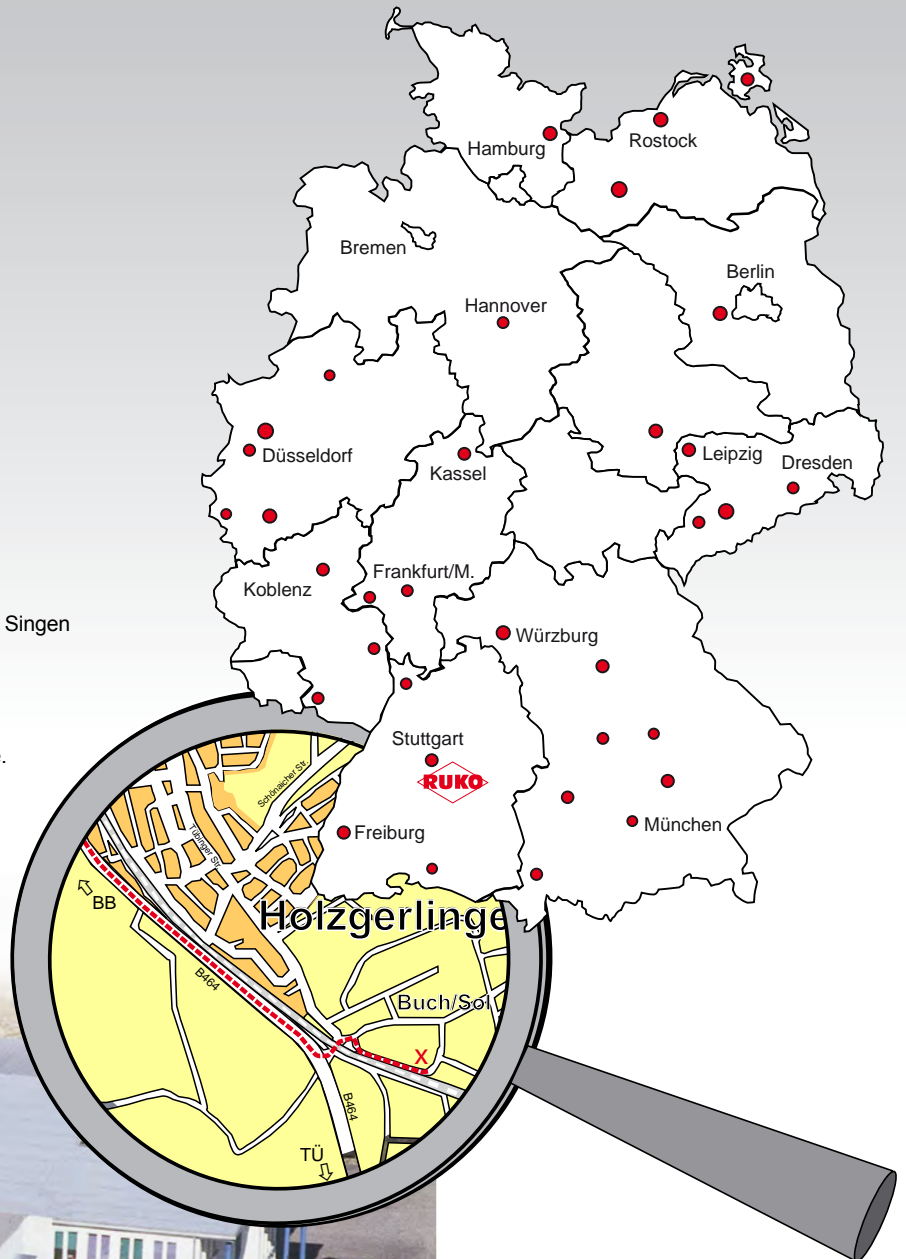 Rostock
Hamburg
Bremen
Berlin
Hannover
Düsseldorf
Kassel
Leipzig
Dresden
Koblenz
Frankfurt/M.
Singen
Würzburg
Stuttgart
RUKO
Schönaicher Str.
Tübinger Str.
Freiburg
München
BB
Holzgerlinge
B464
Buch/Sol
X
B464
TÜ